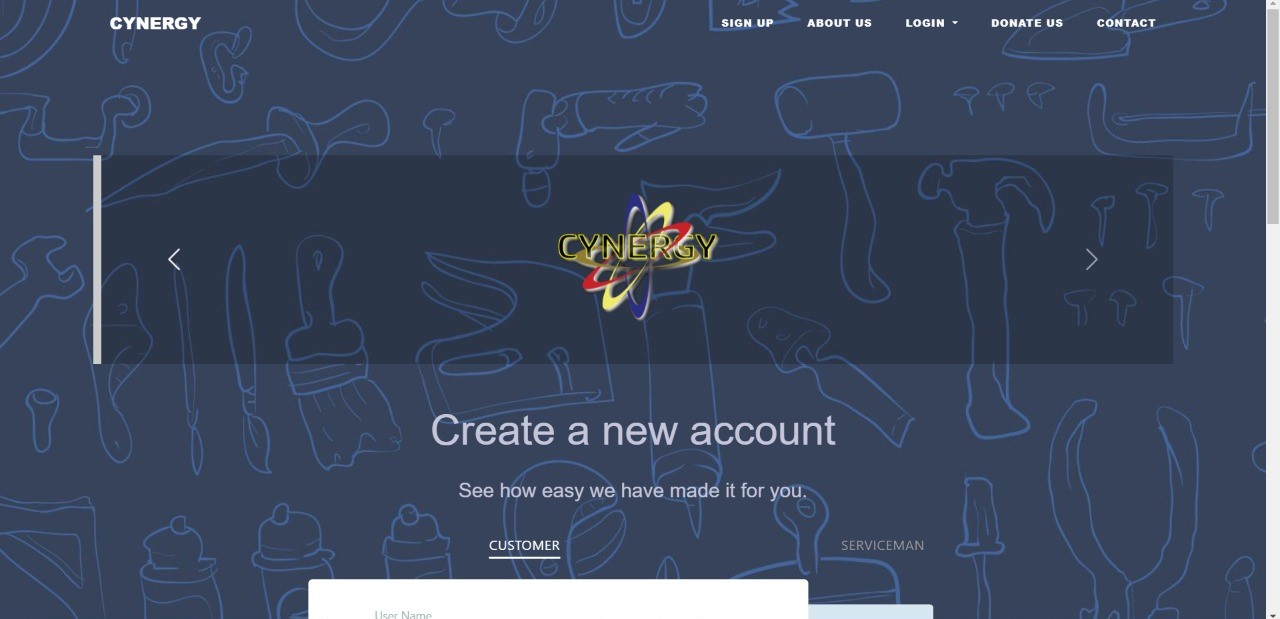 CYNERGY
SIGN UP
ABOUT US
LOGIN
DONATE US
CONTACT
CYNERGY
Create a new account
See how easy we have made it for you.
CUSTOMER
SERVICEMAN
User Name